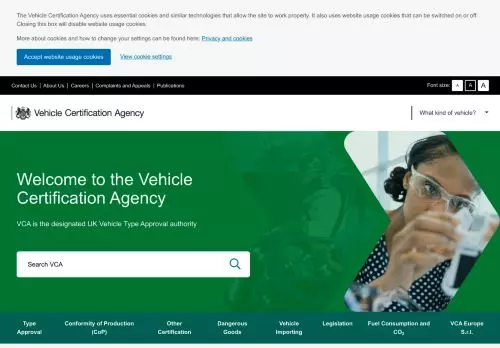 The Vehicle Certification Agency uses essential cookies and similar technologies that allow the site to work properly. It also uses website usage cookies that can be switched on or off.
Closing this box will disable website usage cookies.
More about cookies and how to change your settings can be found here: Privacy and cookies
Accept website usage cookies View cookie settings
Contact Us | About Us | Careers | Complaints and Appeals | Publications Font size: A A A
Vehicle Certification Agency What kind of vehicle?
Welcome to the Vehicle
Certification Agency
VCA is the designated UK Vehicle Type Approval authority
Search VCA
Type Conformity of Production Other Dangerous Vehicle Legislation Fuel Consumption and VCA Europe
Approval (CoP) Certification Goods Importing CO₂ S.r.l.